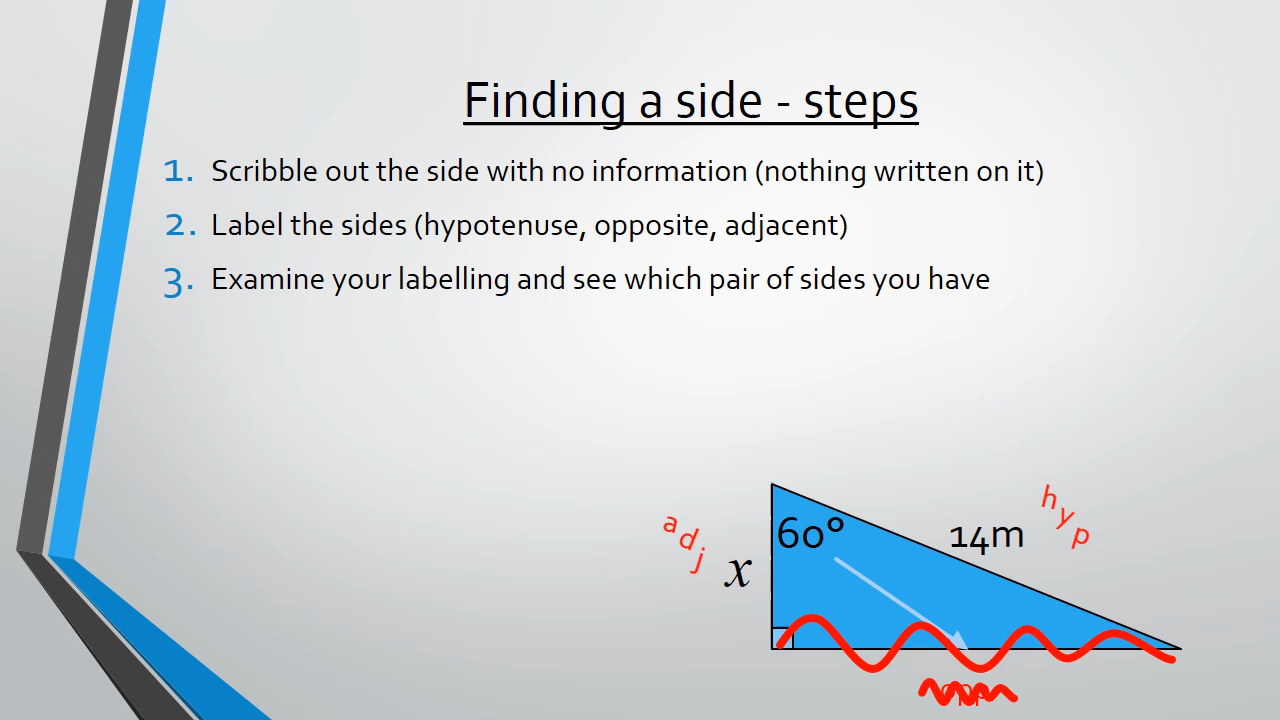 Finding a side - steps
1. Scribble out the side with no information (nothing written on it)
2. Label the sides (hypotenuse, opposite, adjacent)
3. Examine your labelling and see which pair of sides you have
60°
14m
hyp
adj
x